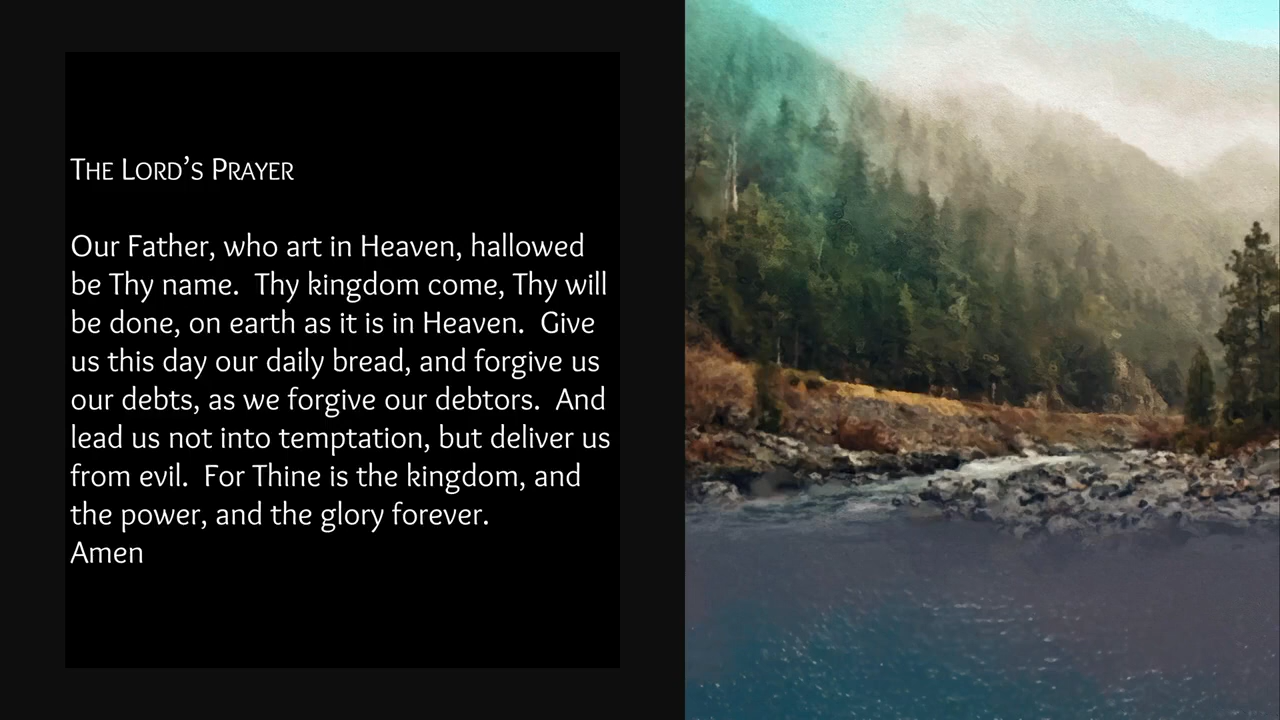 The Lord’s Prayer
Our Father, who art in Heaven, hallowed
be Thy name.  Thy kingdom come, Thy will
be done, on earth as it is in Heaven.  Give
us this day our daily bread, and forgive us
our debts, as we forgive our debtors.  And
lead us not into temptation, but deliver us
from evil.  For Thine is the kingdom, and
the power, and the glory forever.
Amen